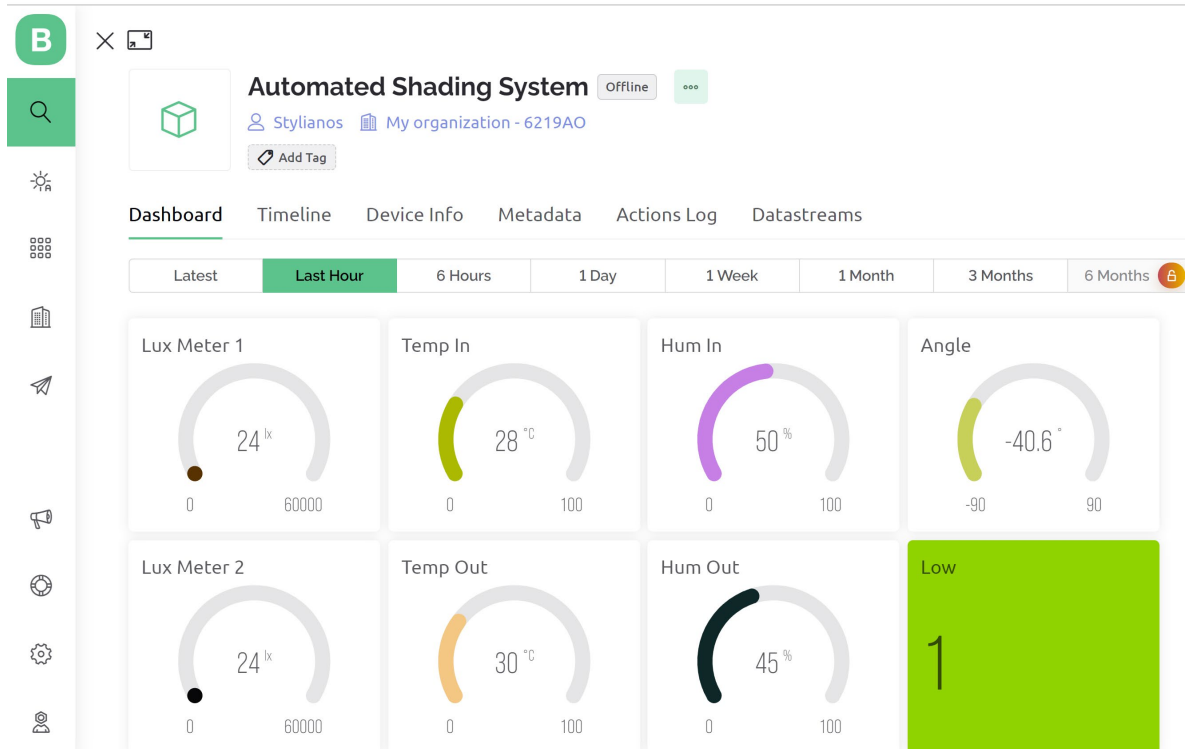 B
Automated Shading System Offline
Stylianos My organization - 6219AO
Add Tag
Dashboard Timeline Device Info Metadata Actions Log Datastreams
Latest Last Hour 6 Hours 1 Day 1 Week 1 Month 3 Months 6 Months
Lux Meter 1 Temp In Hum In Angle
24 lx 28 °C 50 % -40.6 °
0 60000 0 100 0 100 -90 90
Lux Meter 2 Temp Out Hum Out Low
24 lx 30 °C 45 % 1
0 60000 0 100 0 100